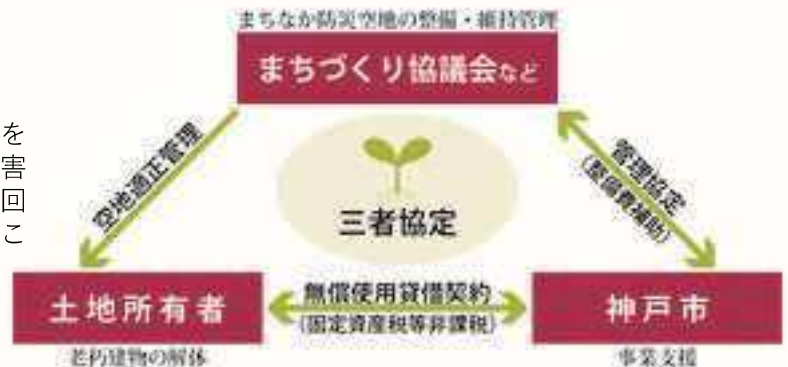 まちなか防災空地の整備・維持管理
まちづくり協議会など
を
害
回
こ
空地適正管理
管理協定
(整備費補助)
三者協定
土地所有者
無償使用貸借契約
(固定資産税等非課税)
神戸市
老朽建物の解体
事業支援